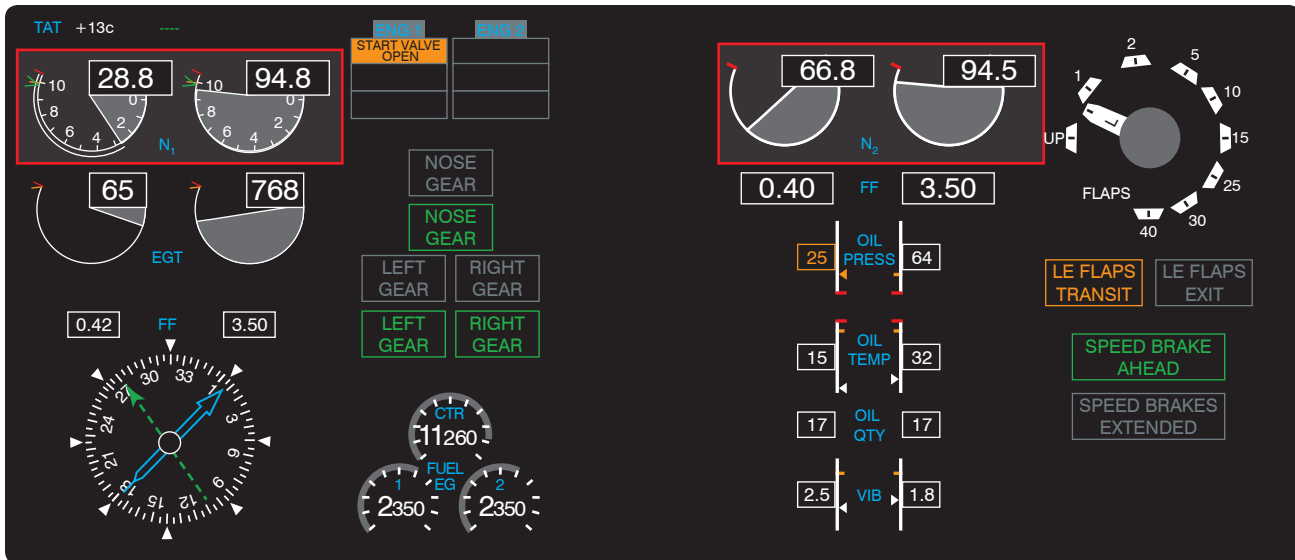 TAT +13c ----
28.8
10
8
6
4
2
0
94.8
10
8
6
4
2
0
N1
65
768
EGT
0.42
FF
3.50
30
33
1
3
6
9
12
15
18
21
24
27
ENG 1
ENG 2
START VALVE
OPEN
NOSE
GEAR
NOSE
GEAR
LEFT
GEAR
RIGHT
GEAR
LEFT
GEAR
RIGHT
GEAR
CTR
11260
FUEL
EG
1
2350
2
2350
66.8
94.5
N2
0.40
FF
3.50
25
OIL
PRESS
64
15
OIL
TEMP
32
17
OIL
QTY
17
2.5
VIB
1.8
UP
1
2
5
10
15
25
30
40
L
FLAPS
LE FLAPS
TRANSIT
LE FLAPS
EXIT
SPEED BRAKE
AHEAD
SPEED BRAKES
EXTENDED